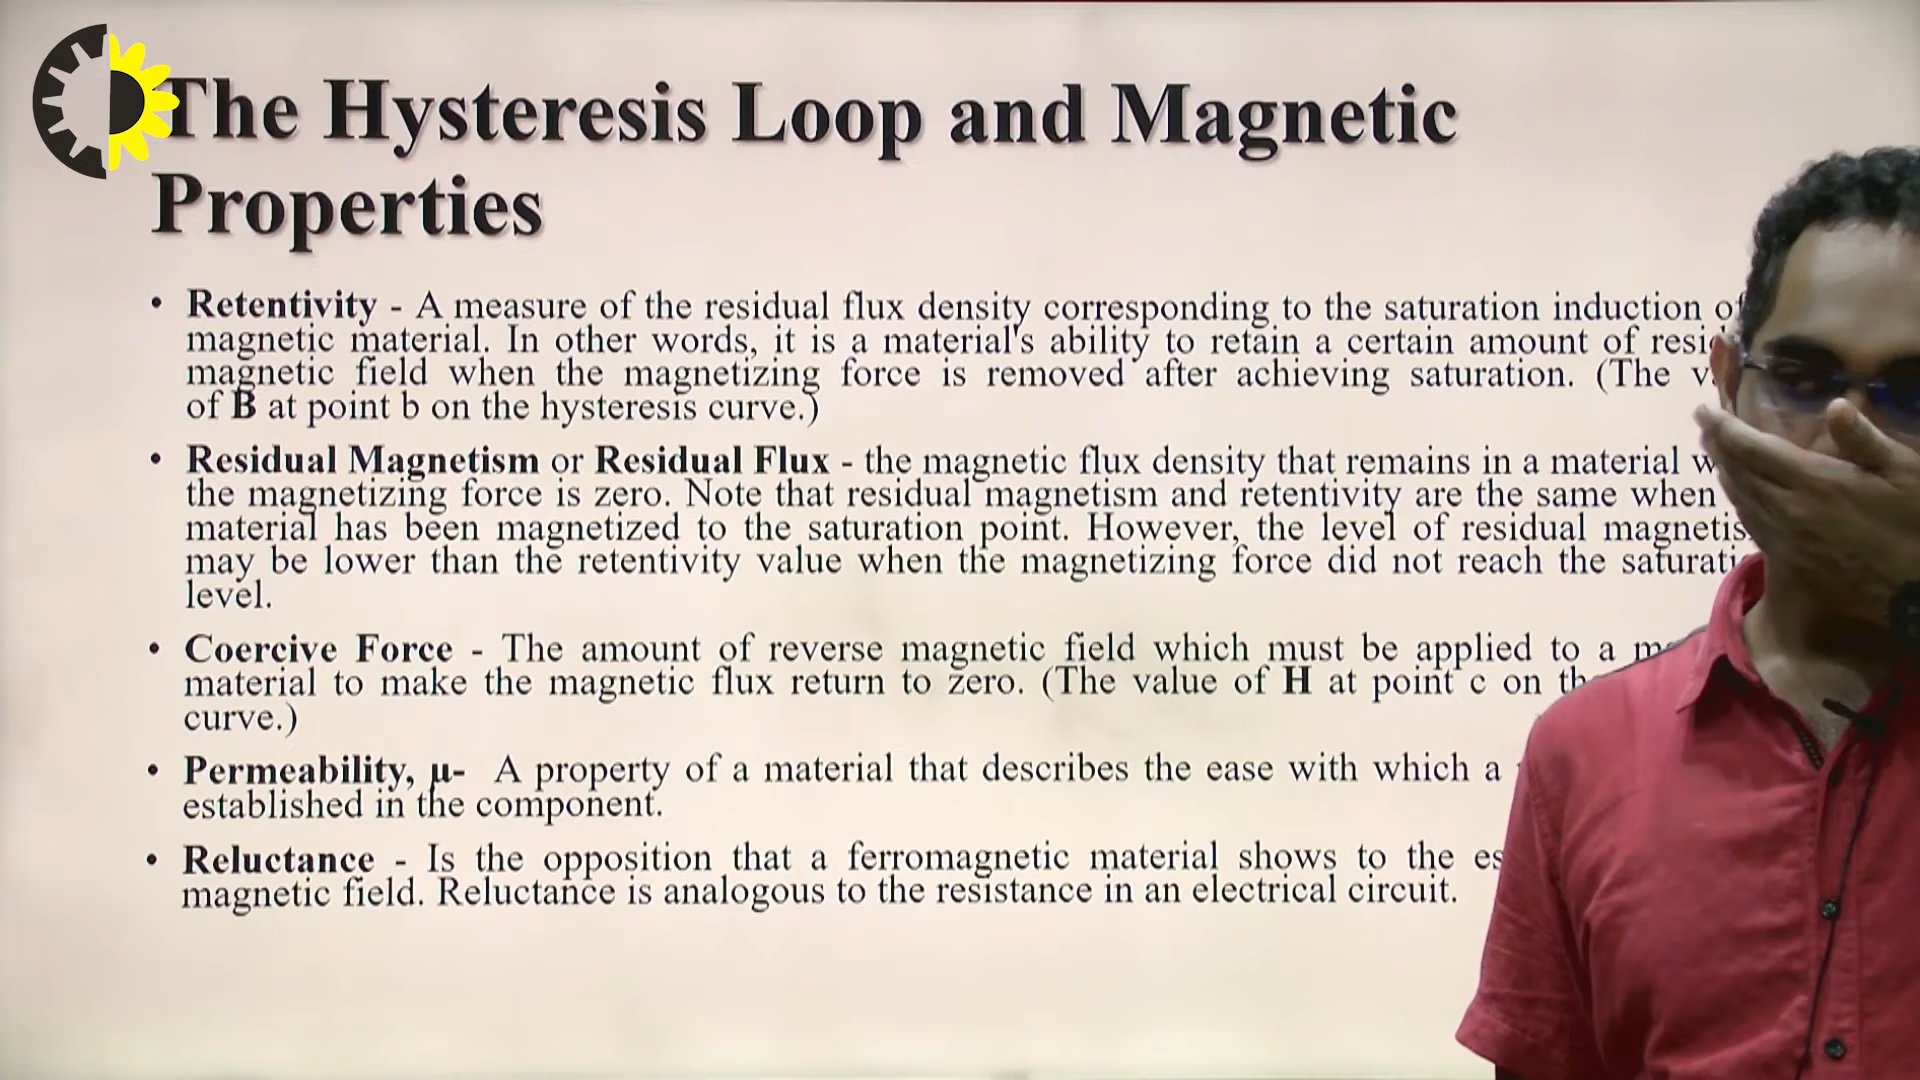 The Hysteresis Loop and Magnetic
Properties
• Retentivity - A measure of the residual flux density corresponding to the saturation induction of
magnetic material. In other words, it is a material's ability to retain a certain amount of
magnetic field when the magnetizing force is removed after achieving saturation. (The
of B at point b on the hysteresis curve.)
• Residual Magnetism or Residual Flux - the magnetic flux density that remains in a material
the magnetizing force is zero. Note that residual magnetism and retentivity are the same when
material has been magnetized to the saturation point. However, the level of residual magnetism
may be lower than the retentivity value when the magnetizing force did not reach the
level.
• Coercive Force - The amount of reverse magnetic field which must be applied to a
material to make the magnetic flux return to zero. (The value of H at point c on
curve.)
• Permeability, µ- A property of a material that describes the ease with which a
established in the component.
• Reluctance - Is the opposition that a ferromagnetic material shows to the
magnetic field. Reluctance is analogous to the resistance in an electrical circuit.